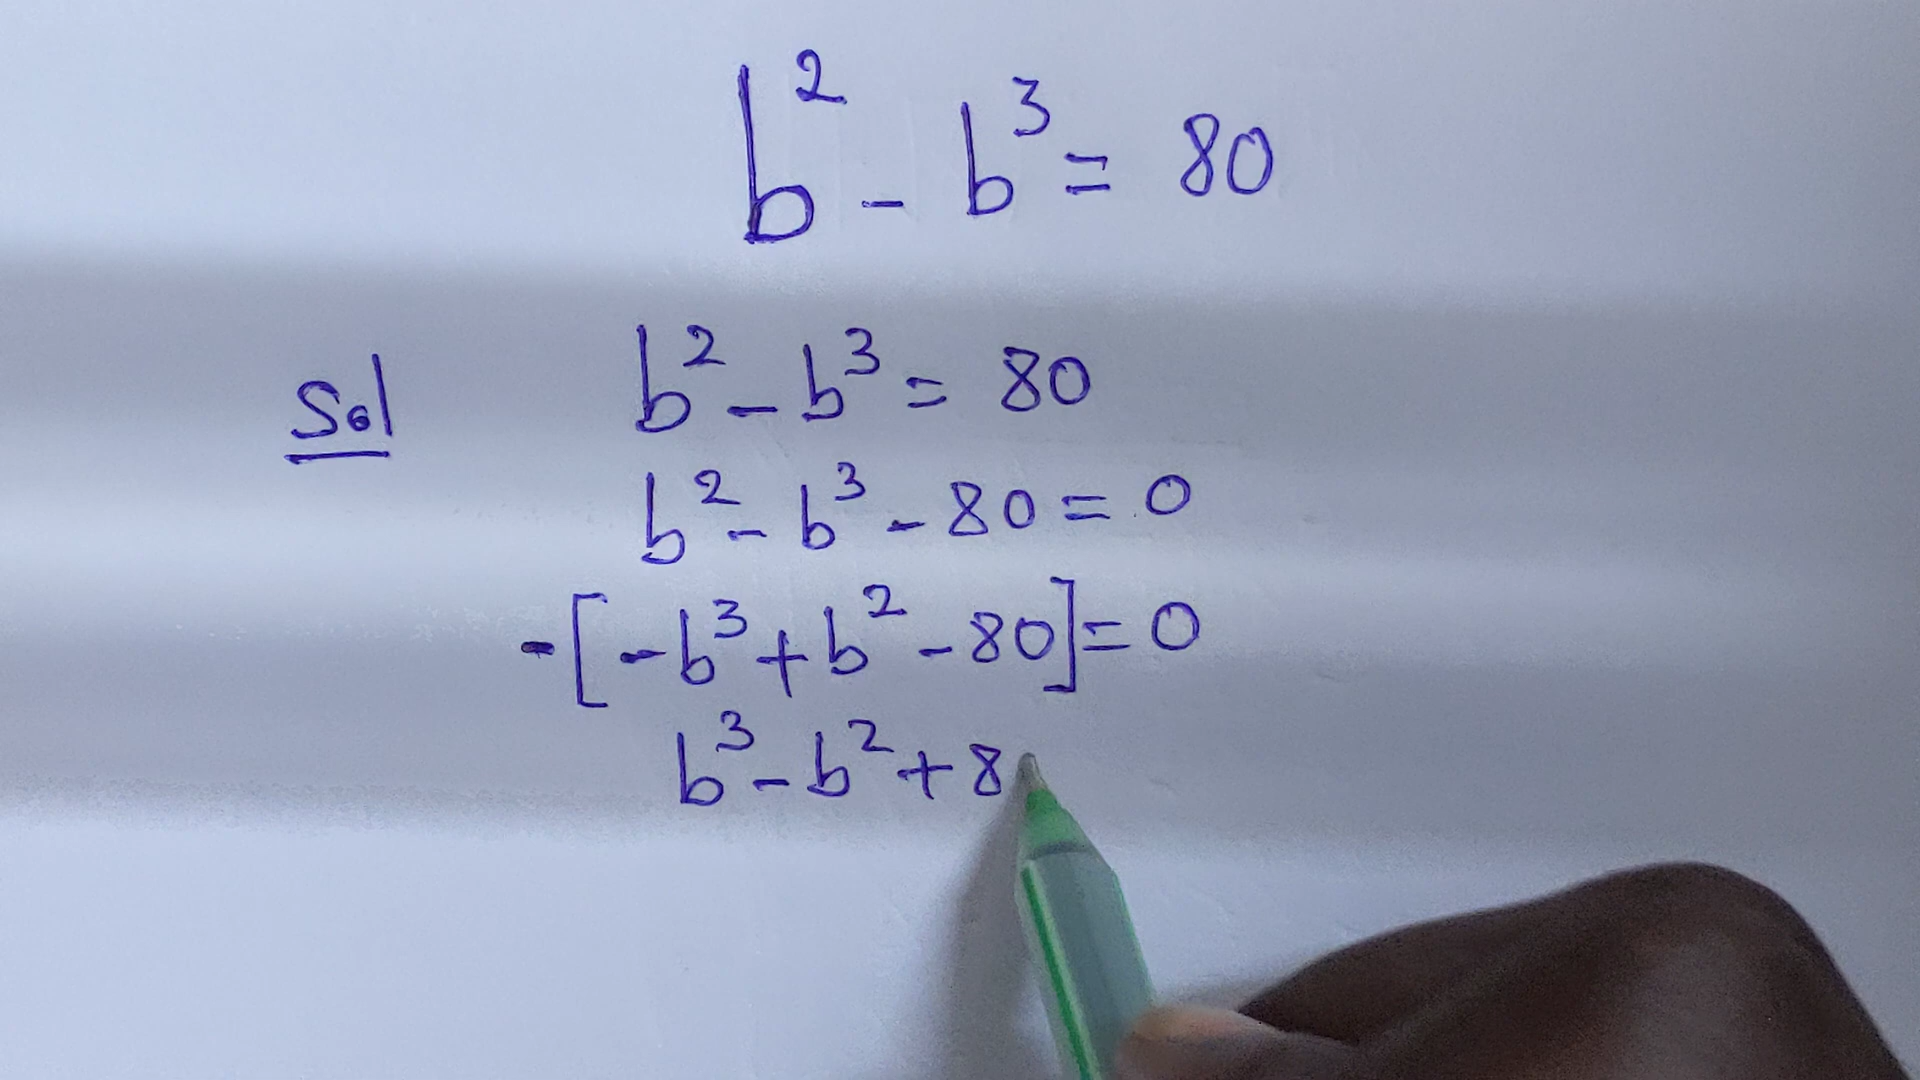 b² - b³ = 80
Sol b² - b³ = 80
b² - b³ - 80 = 0
-[-b³ + b² - 80] = 0
b³ - b² + 8